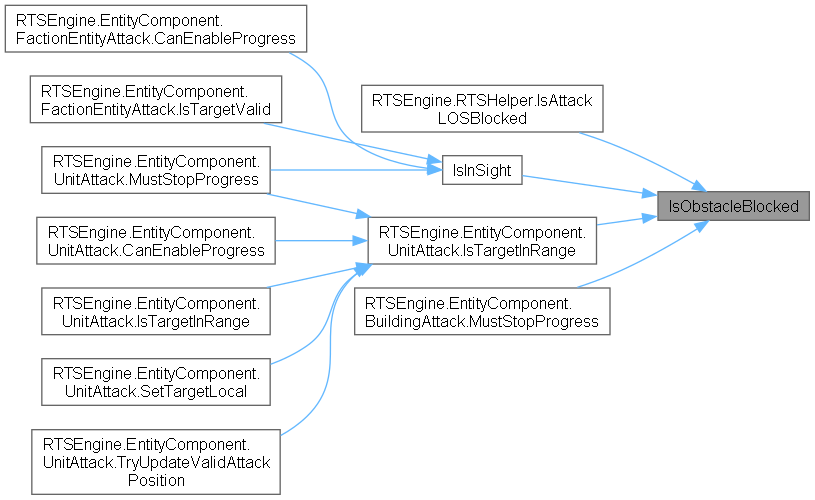 RTSEngine.EntityComponent.
FactionEntityAttack.CanEnableProgress
RTSEngine.EntityComponent.
FactionEntityAttack.IsTargetValid
RTSEngine.EntityComponent.
UnitAttack.MustStopProgress
RTSEngine.EntityComponent.
UnitAttack.CanEnableProgress
RTSEngine.EntityComponent.
UnitAttack.IsTargetInRange
RTSEngine.EntityComponent.
UnitAttack.SetTargetLocal
RTSEngine.EntityComponent.
UnitAttack.TryUpdateValidAttack
Position
RTSEngine.RTSHelper.IsAttack
LOSBlocked
IsInSight
RTSEngine.EntityComponent.
UnitAttack.IsTargetInRange
RTSEngine.EntityComponent.
BuildingAttack.MustStopProgress
IsObstacleBlocked